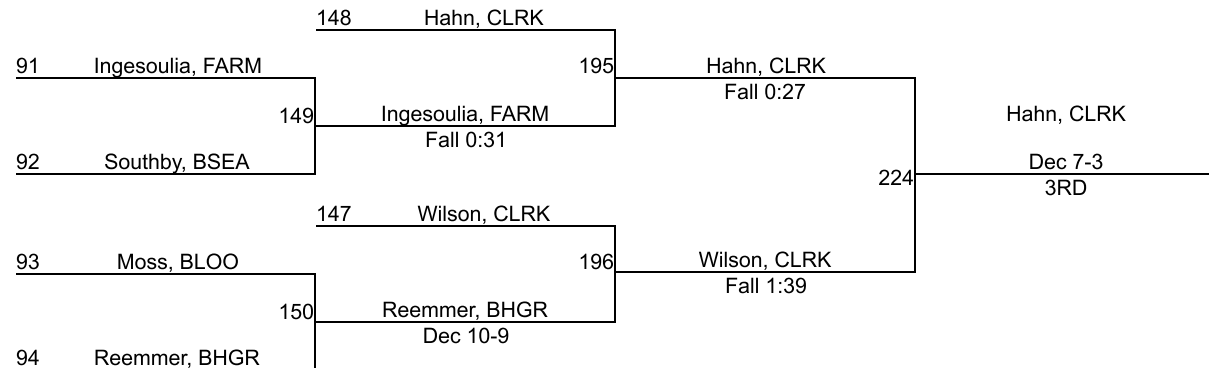 148 Hahn, CLRK
91 Ingesoulia, FARM
195
Hahn, CLRK
Fall 0:27
149
Ingesoulia, FARM
Fall 0:31
Hahn, CLRK
92 Southby, BSEA
Dec 7-3
224
3RD
147 Wilson, CLRK
93 Moss, BLOO
196
Wilson, CLRK
Fall 1:39
150
Reemmer, BHGR
Dec 10-9
94 Reemmer, BHGR